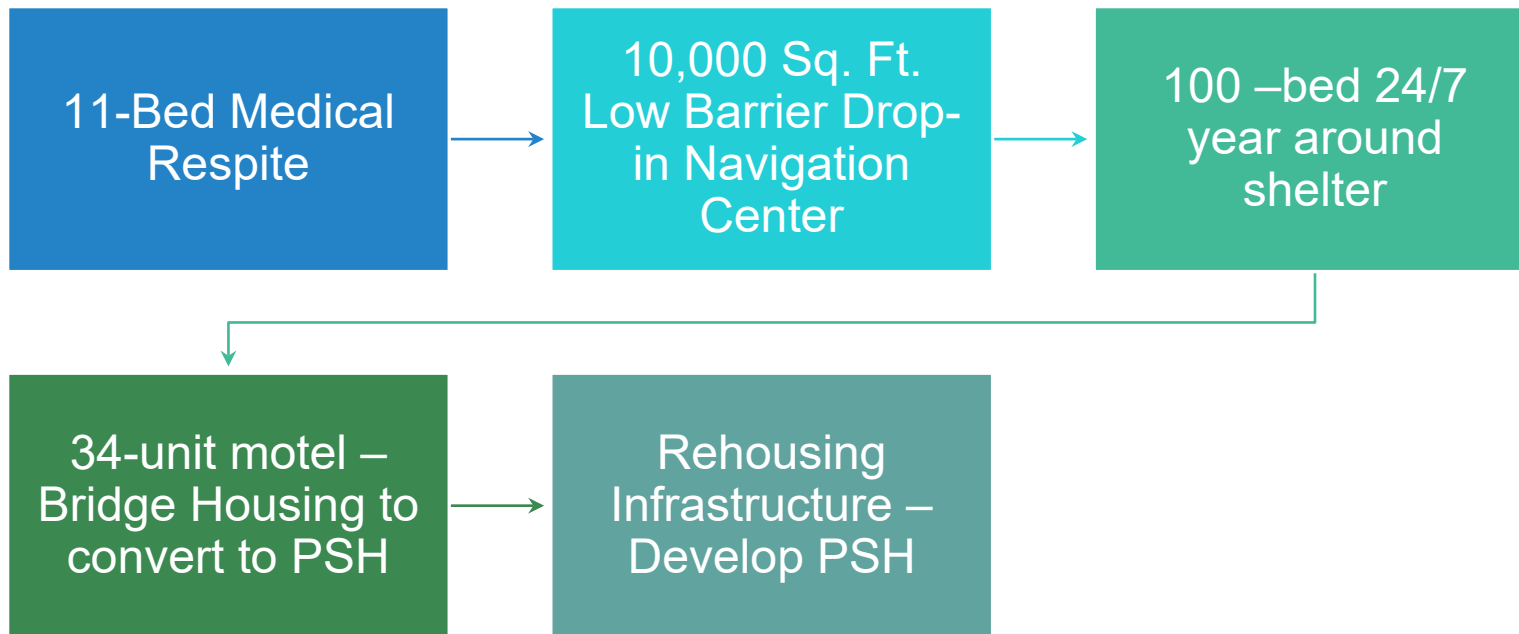 11-Bed Medical
Respite
10,000 Sq. Ft.
Low Barrier Drop-
in Navigation
Center
100 –bed 24/7
year around
shelter
34-unit motel –
Bridge Housing to
convert to PSH
Rehousing
Infrastructure –
Develop PSH